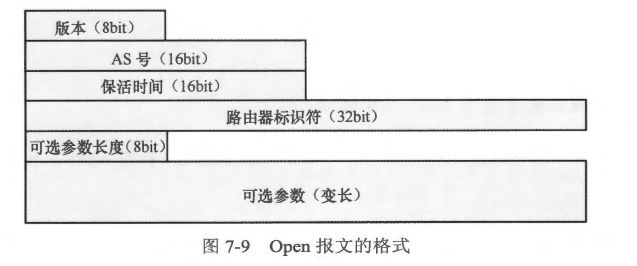 版本（8bit）
AS 号（16bit）
保活时间（16bit）
路由器标识符（32bit）
可选参数长度(8bit)
可选参数（变长）
图 7-9 Open 报文的格式